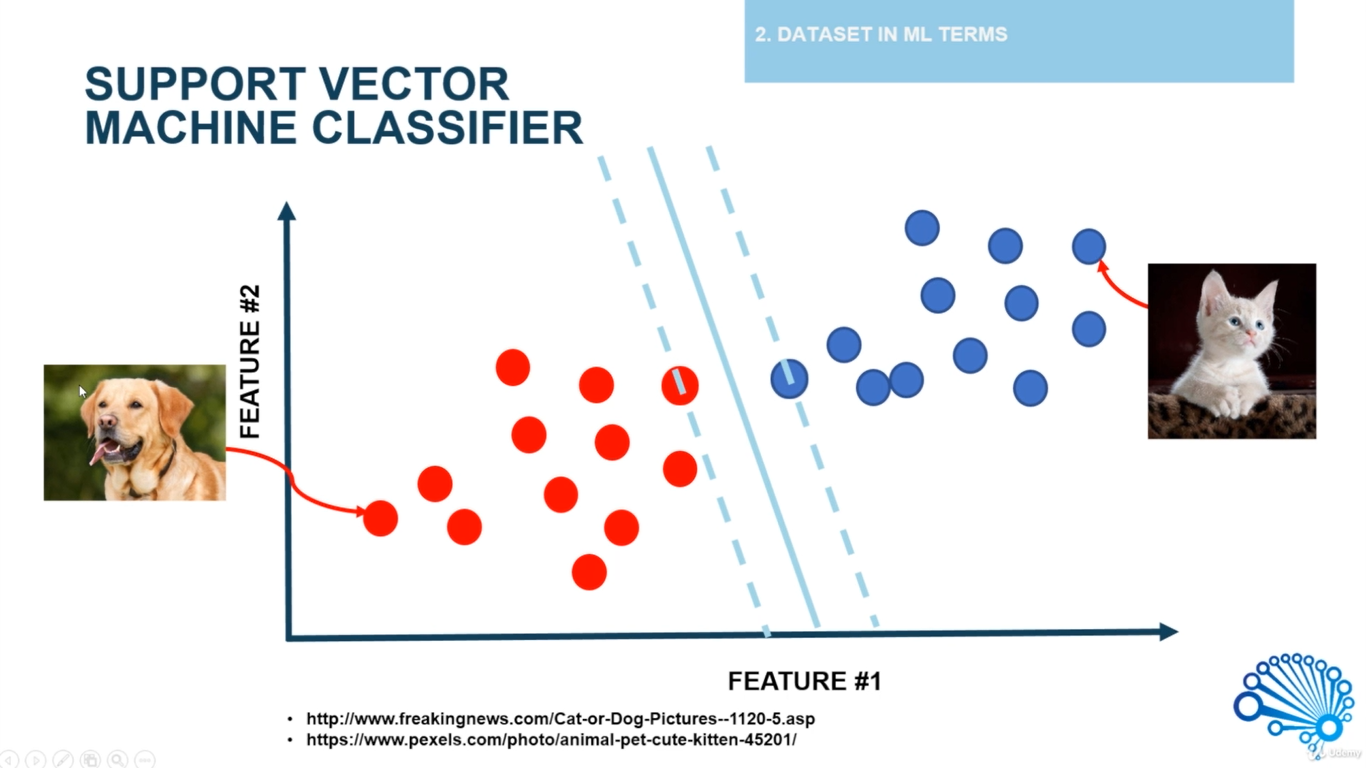 2. DATASET IN ML TERMS
SUPPORT VECTOR
MACHINE CLASSIFIER
FEATURE #2
FEATURE #1
• http://www.freakingnews.com/Cat-or-Dog-Pictures--1120-5.asp
• https://www.pexels.com/photo/animal-pet-cute-kitten-45201/
Udemy